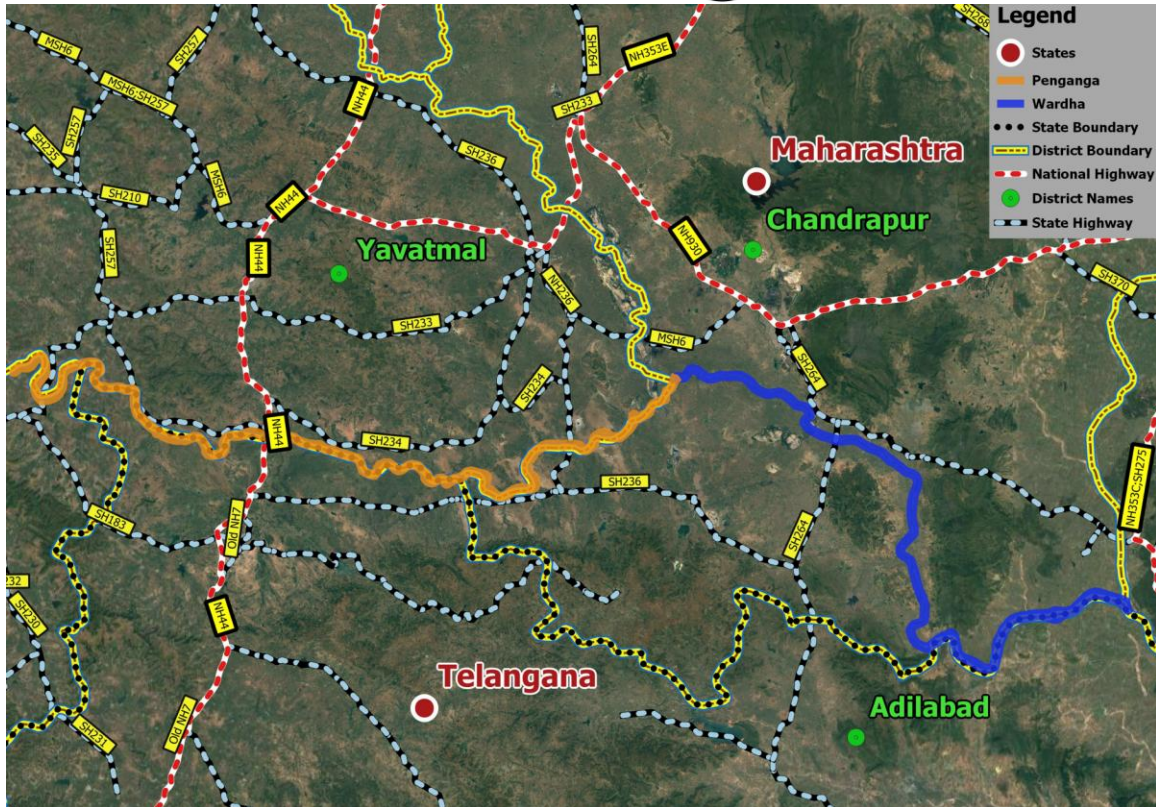 Legend
States
Penganga
Wardha
State Boundary
District Boundary
National Highway
District Names
State Highway
MSH6
SH257
MSH6;SH257
SH257
SH235
SH210
MSH6
SH257
NH44
NH44
NH44
SH236
SH264
NH353E
SH233
SH268
Maharashtra
Chandrapur
Yavatmal
NH930
NH236
SH233
MSH6
SH370
SH264
SH234
NH44
SH234
SH236
SH183
Old NH7
SH264
NH353C;SH275
232
SH230
NH44
Telangana
Adilabad
Old NH7
SH231